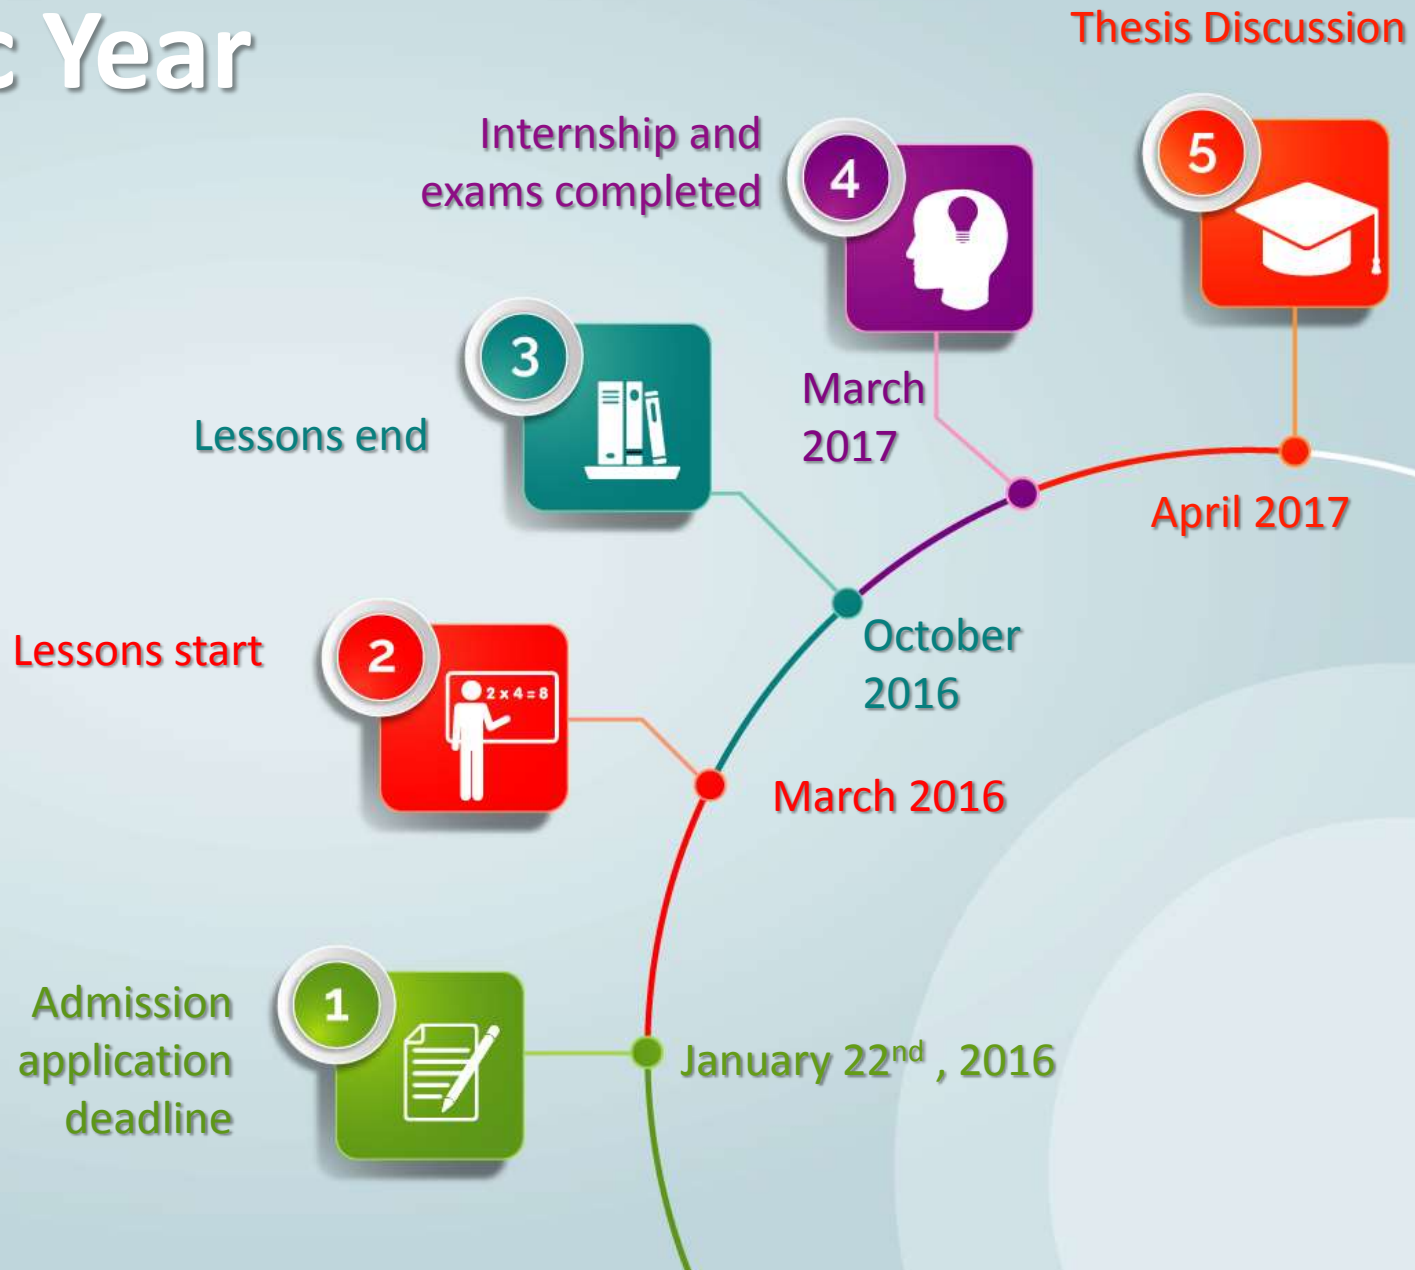 c Year
Thesis Discussion
5
Internship and
exams completed
4
March
2017
April 2017
3
Lessons end
October
2016
Lessons start
2
2 x 4 = 8
March 2016
Admission
application
deadline
1
January 22nd , 2016